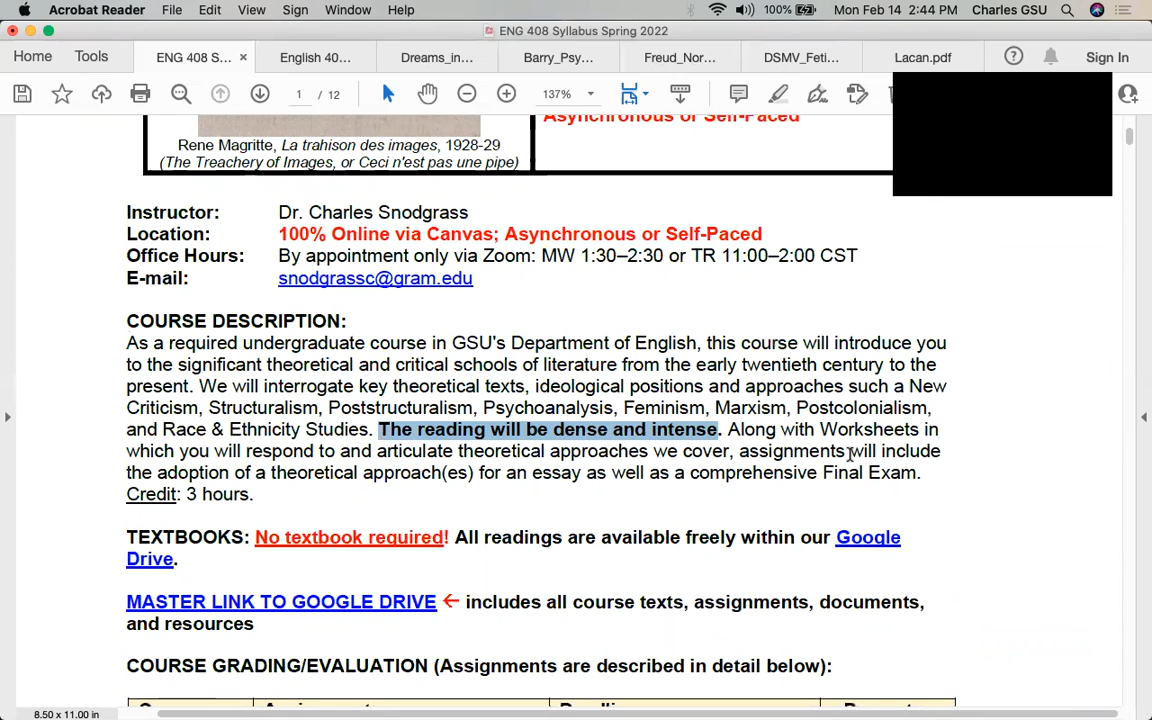 Acrobat Reader File Edit View Sign Window Help 100% Mon Feb 14 2:44 PM Charles GSU
ENG 408 Syllabus Spring 2022
Home Tools ENG 408 S... × English 40... Dreams_in... Barry_Psy... Freud_Nor... DSMV_Feti... Lacan.pdf Sign In
1 / 12 137%
Asynchronous or Self-Paced
Rene Magritte, La trahison des images, 1928-29
(The Treachery of Images, or Ceci n'est pas une pipe)
Instructor: Dr. Charles Snodgrass
Location: 100% Online via Canvas; Asynchronous or Self-Paced
Office Hours: By appointment only via Zoom: MW 1:30–2:30 or TR 11:00–2:00 CST
E-mail: snodgrassc@gram.edu
COURSE DESCRIPTION:
As a required undergraduate course in GSU's Department of English, this course will introduce you
to the significant theoretical and critical schools of literature from the early twentieth century to the
present. We will interrogate key theoretical texts, ideological positions and approaches such a New
Criticism, Structuralism, Poststructuralism, Psychoanalysis, Feminism, Marxism, Postcolonialism,
and Race & Ethnicity Studies. The reading will be dense and intense. Along with Worksheets in
which you will respond to and articulate theoretical approaches we cover, assignments will include
the adoption of a theoretical approach(es) for an essay as well as a comprehensive Final Exam.
Credit: 3 hours.
TEXTBOOKS: No textbook required! All readings are available freely within our Google
Drive.
MASTER LINK TO GOOGLE DRIVE ← includes all course texts, assignments, documents,
and resources
COURSE GRADING/EVALUATION (Assignments are described in detail below):
8.50 x 11.00 in